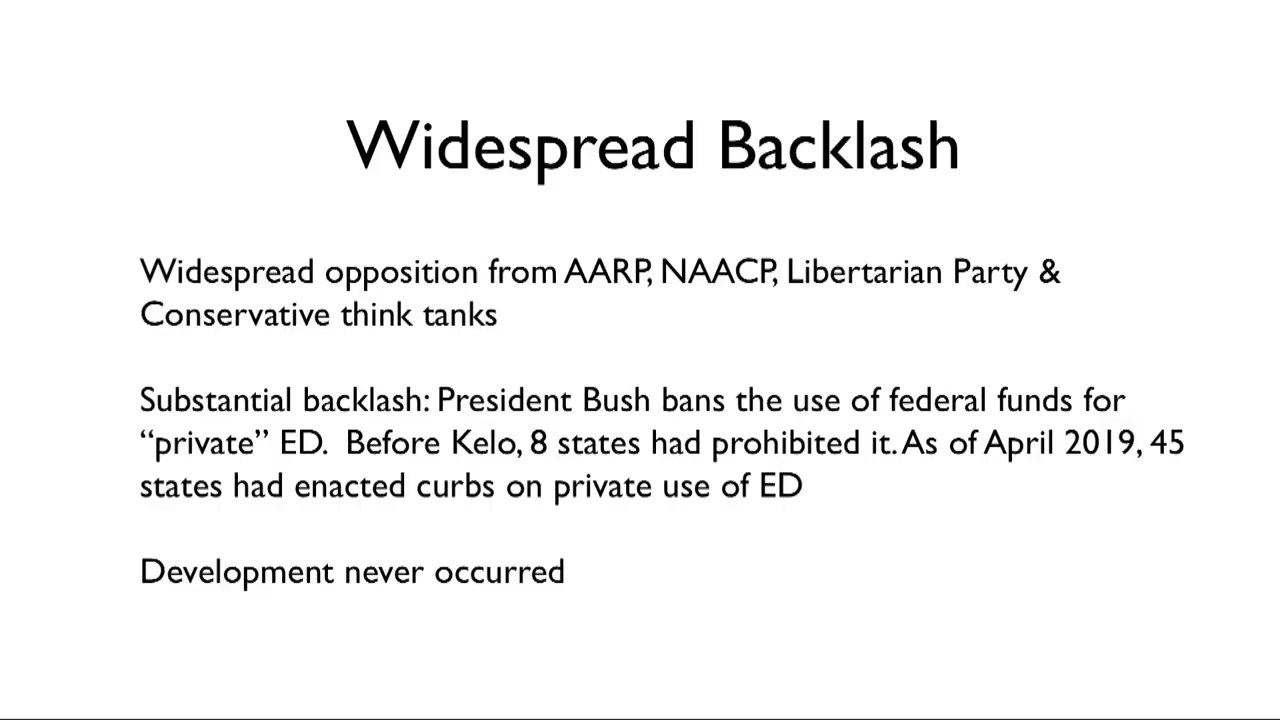 Widespread Backlash
Widespread opposition from AARP, NAACP, Libertarian Party &
Conservative think tanks
Substantial backlash: President Bush bans the use of federal funds for
“private” ED.  Before Kelo, 8 states had prohibited it. As of April 2019, 45
states had enacted curbs on private use of ED
Development never occurred